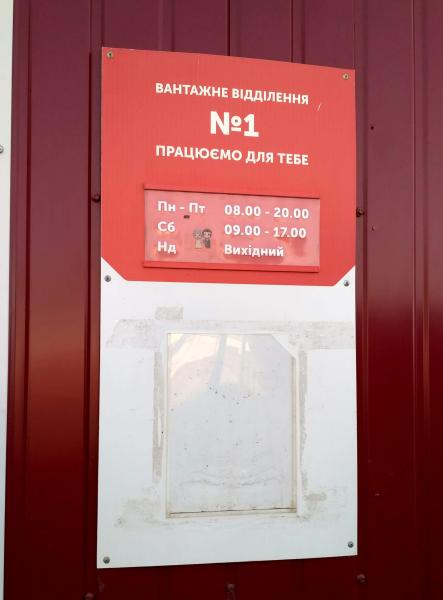 ВАНТАЖНЕ ВІДДІЛЕННЯ
№1
ПРАЦЮЄМО ДЛЯ ТЕБЕ
Пн - Пт 08.00 - 20.00
Сб 09.00 - 17.00
Нд Вихідний